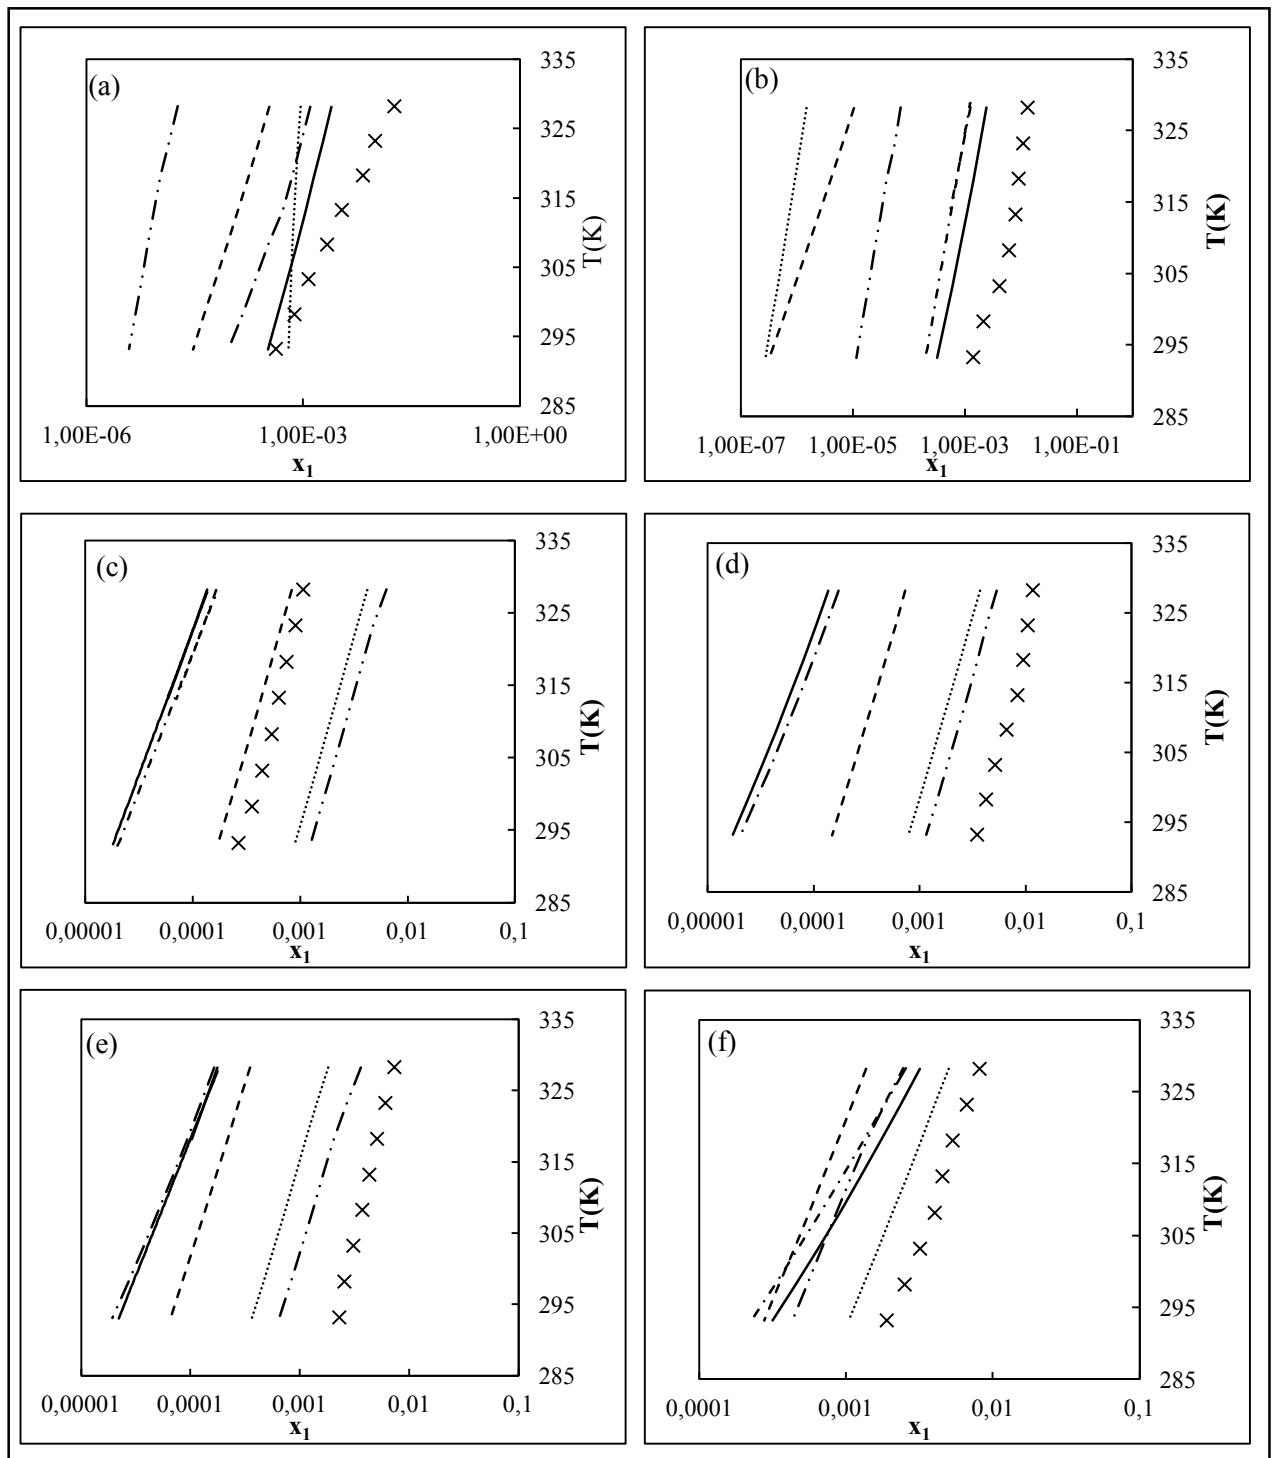 (a)
335
325
315
305
295
285
T(K)
1,00E-06 1,00E-03 1,00E+00
x1
(b)
335
325
315
305
295
285
T(K)
1,00E-07 1,00E-05 1,00E-03 1,00E-01
x1
(c)
335
325
315
305
295
285
T(K)
0,00001 0,0001 0,001 0,01 0,1
x1
(d)
335
325
315
305
295
285
T(K)
0,00001 0,0001 0,001 0,01 0,1
x1
(e)
335
325
315
305
295
285
T(K)
0,00001 0,0001 0,001 0,01 0,1
x1
(f)
335
325
315
305
295
285
T(K)
0,0001 0,001 0,01 0,1
x1